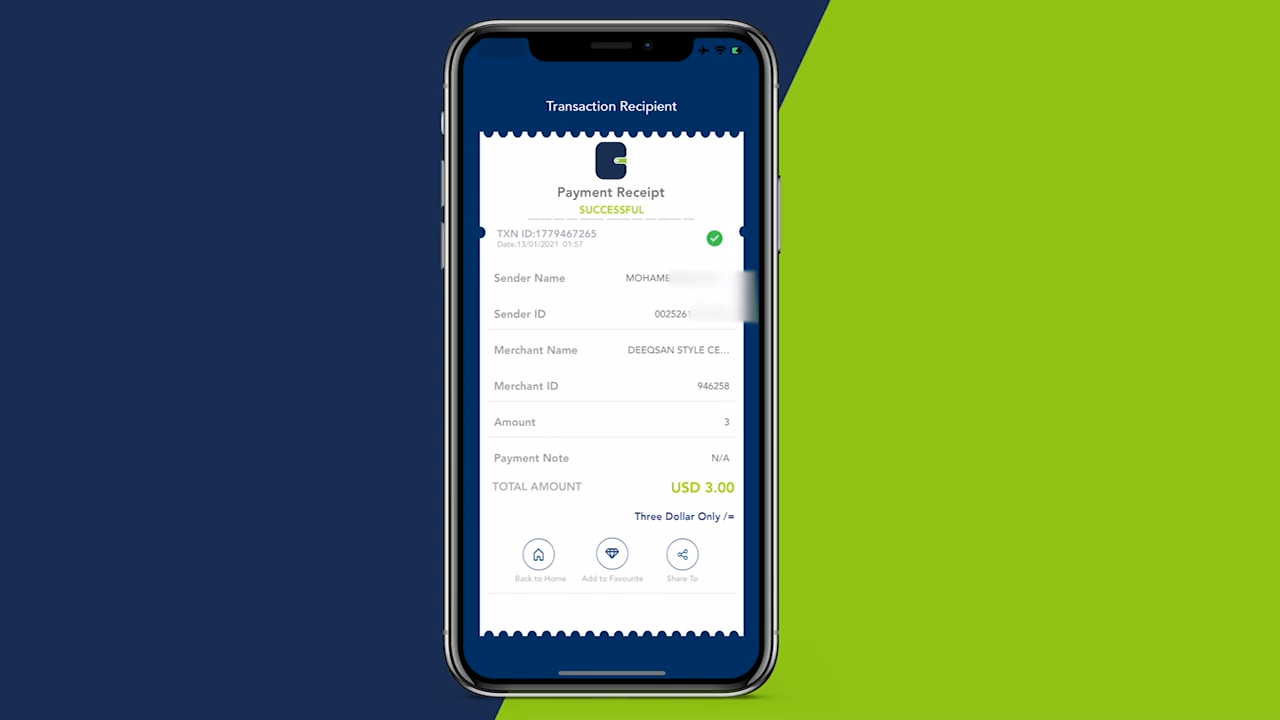 Transaction Recipient
Payment Receipt
SUCCESSFUL
TXN ID:1779467265
Date:13/01/2021 01:57
Sender Name MOHAME
Sender ID 0025261
Merchant Name DEEQSAN STYLE CE...
Merchant ID 946258
Amount 3
Payment Note N/A
TOTAL AMOUNT USD 3.00
Three Dollar Only /=
Back to Home Add to Favourite Share To